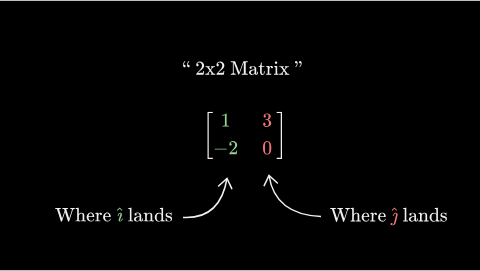 “ 2x2 Matrix ”
1 3
−2 0
Where î lands
Where ĵ lands